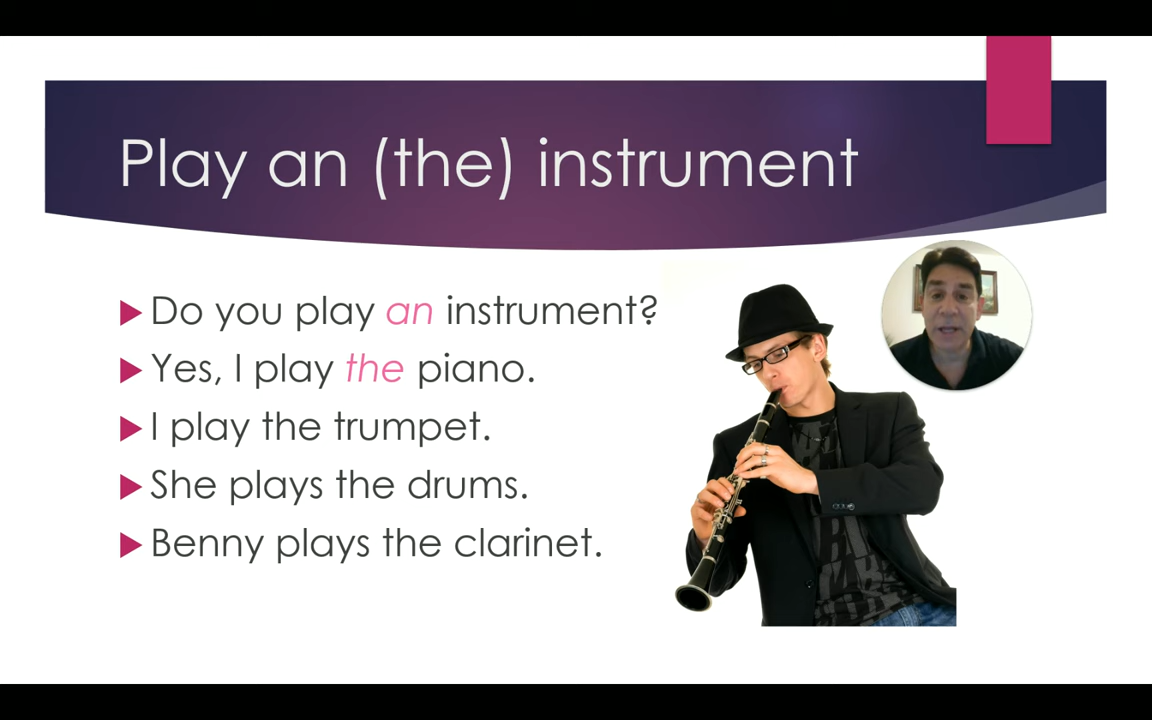 Play an (the) instrument
Do you play an instrument?
Yes, I play the piano.
I play the trumpet.
She plays the drums.
Benny plays the clarinet.